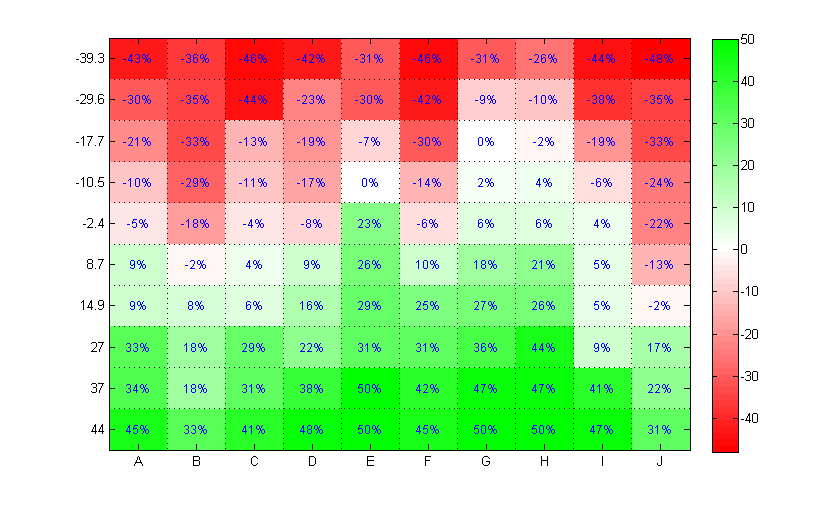 -39.3 -43% -36% -46% -42% -31% -46% -31% -26% -44% -48%
-29.6 -30% -35% -44% -23% -30% -42% -9% -10% -38% -35%
-17.7 -21% -33% -13% -19% -7% -30% 0% -2% -19% -33%
-10.5 -10% -29% -11% -17% 0% -14% 2% 4% -6% -24%
-2.4 -5% -18% -4% -8% 23% -6% 6% 6% 4% -22%
8.7 9% -2% 4% 9% 26% 10% 18% 21% 5% -13%
14.9 9% 8% 6% 16% 29% 25% 27% 26% 5% -2%
27 33% 18% 29% 22% 31% 31% 36% 44% 9% 17%
37 34% 18% 31% 38% 50% 42% 47% 47% 41% 22%
44 45% 33% 41% 48% 50% 45% 50% 50% 47% 31%
A B C D E F G H I J
50
40
30
20
10
0
-10
-20
-30
-40